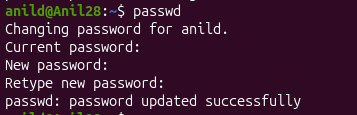 anild@Anil28:~$ passwd
Changing password for anild.
Current password:
New password:
Retype new password:
passwd: password updated successfully